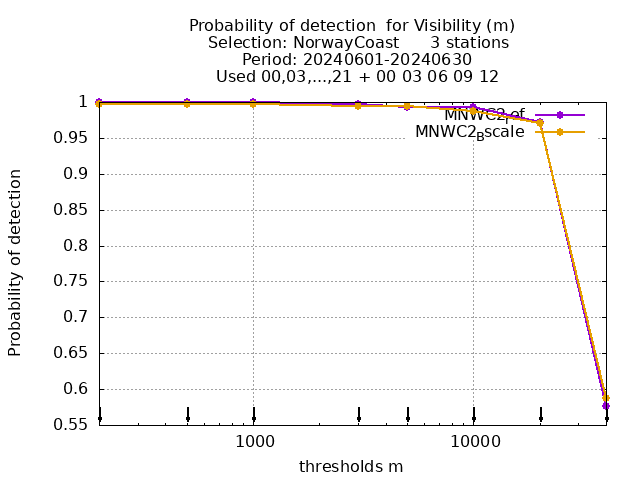 Probability of detection  for Visibility (m)
Selection: NorwayCoast      3 stations
Period: 20240601-20240630
Used 00,03,...,21 + 00 03 06 09 12
MNWC2ref
MNWC2Bscale
1
0.95
0.9
0.85
0.8
0.75
0.7
0.65
0.6
0.55
Probability of detection
1000
10000
thresholds m